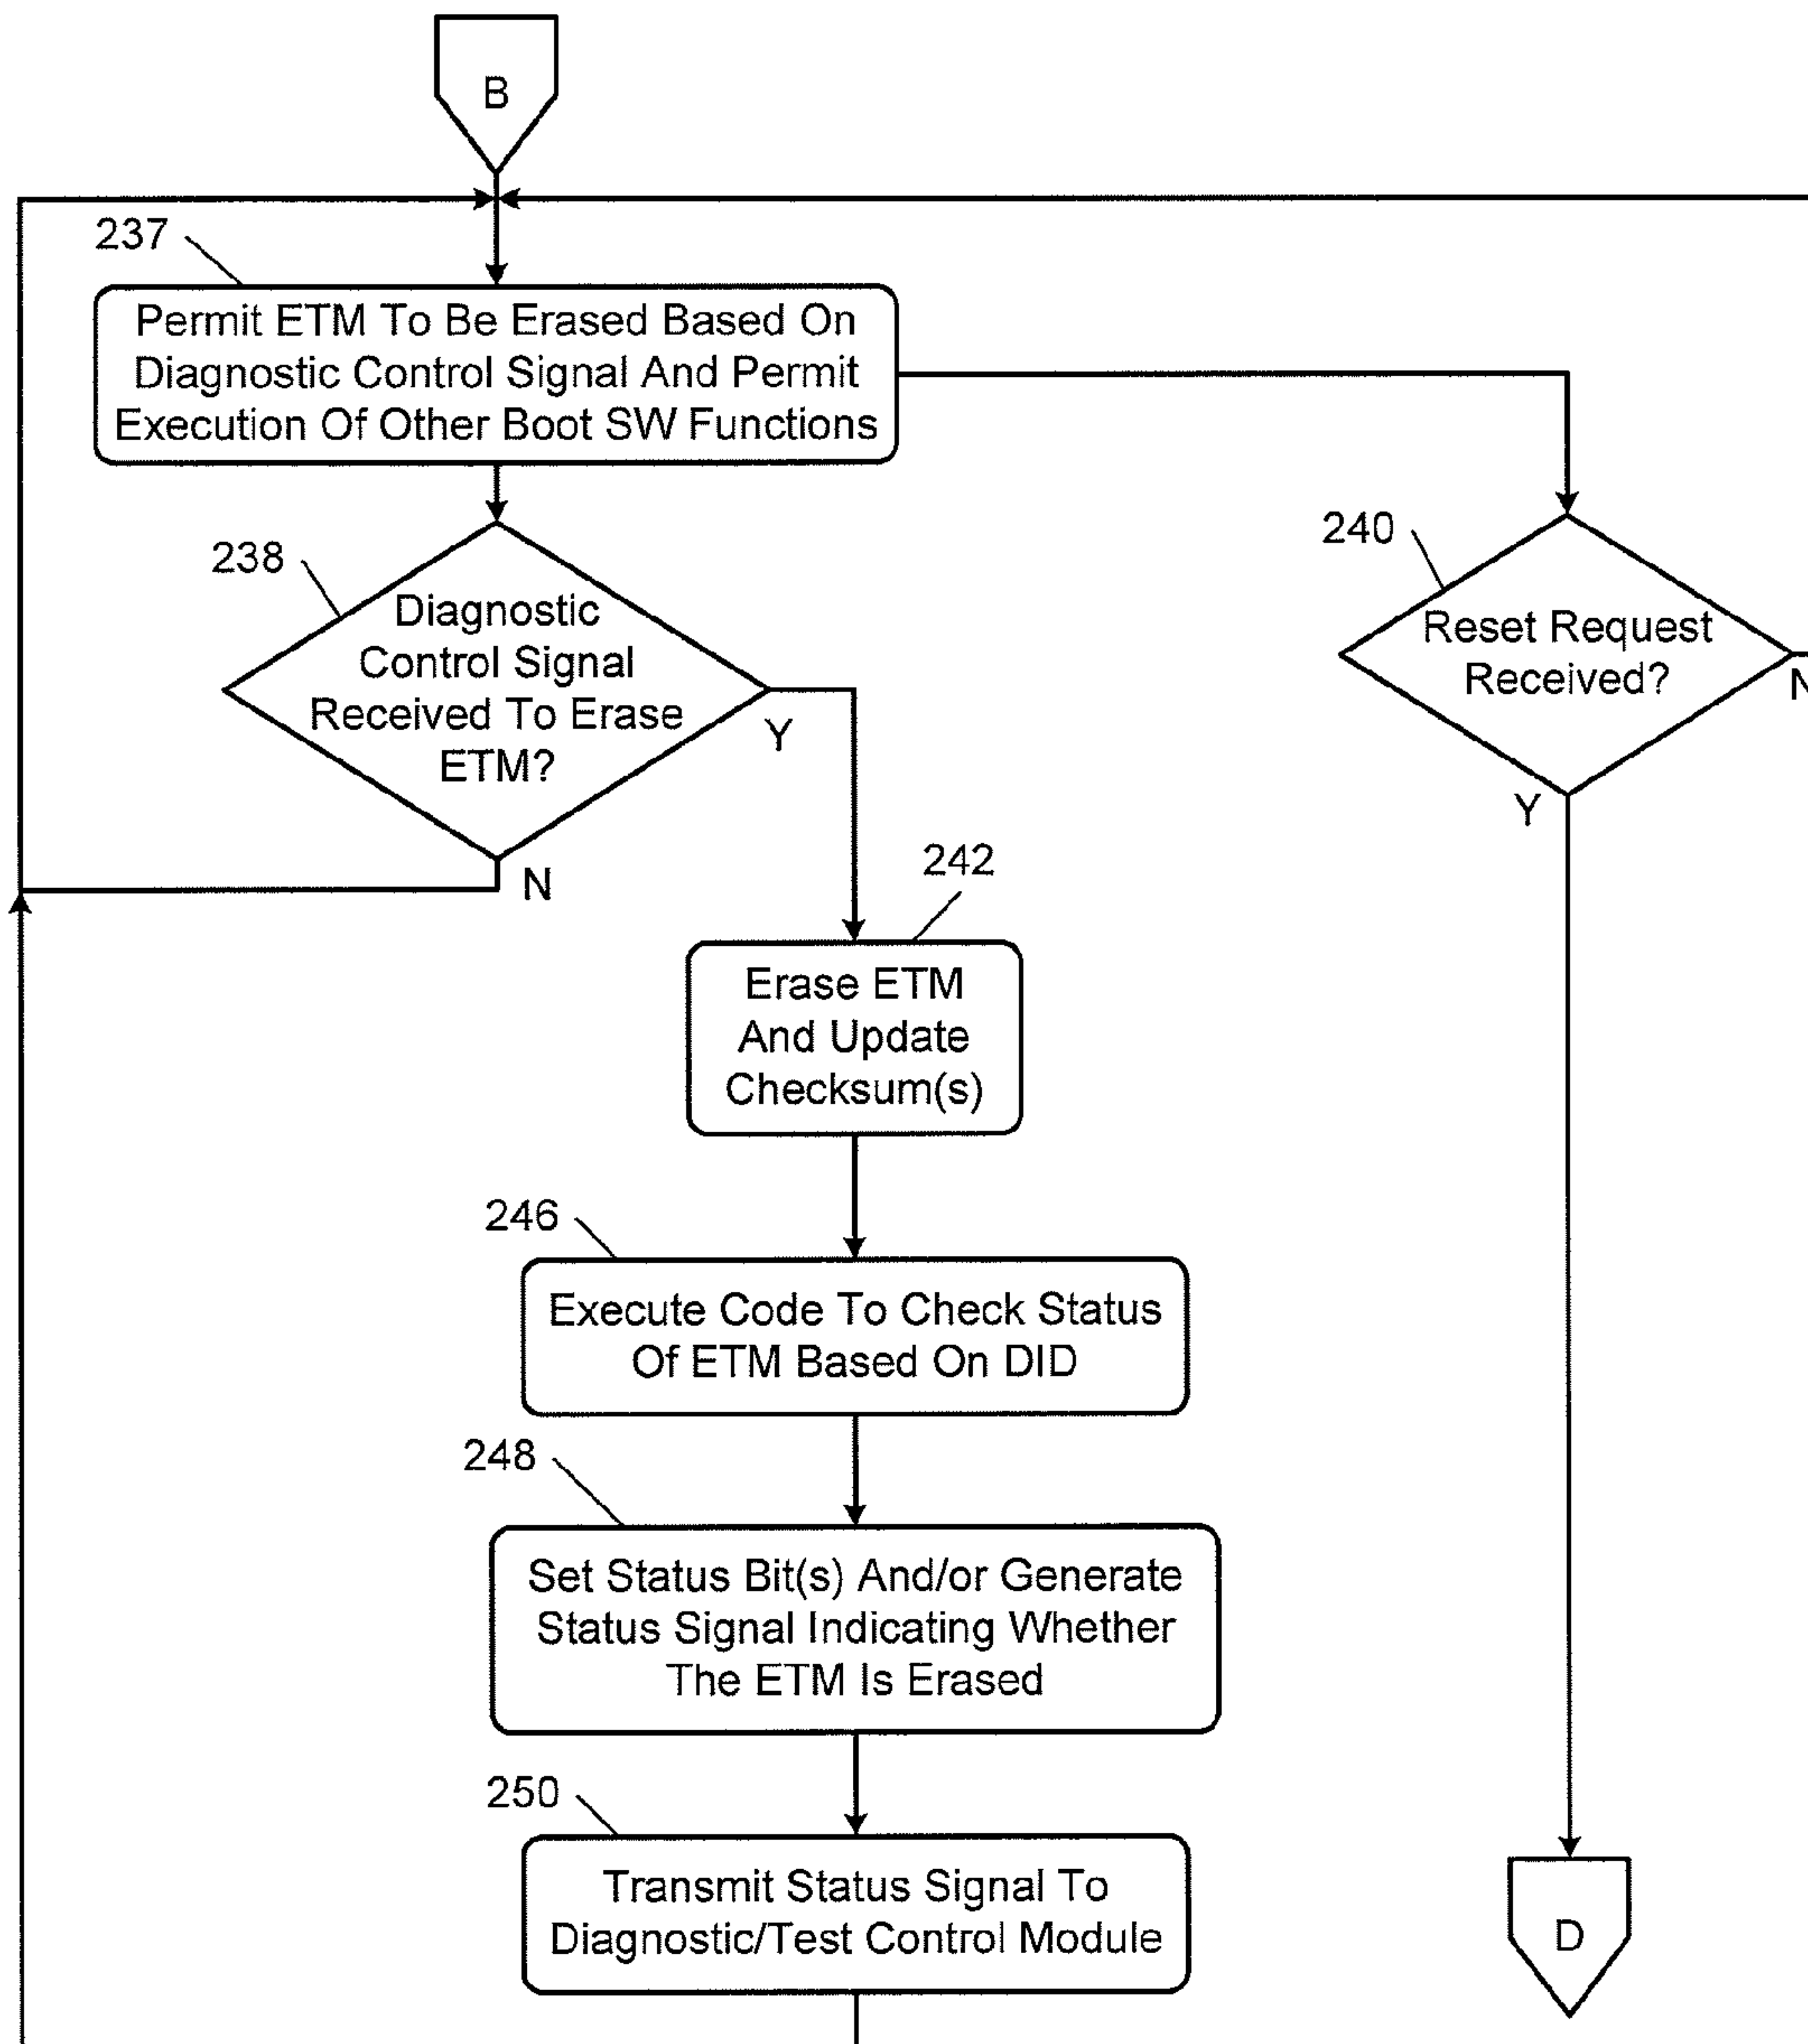 B
237
Permit ETM To Be Erased Based On
Diagnostic Control Signal And Permit
Execution Of Other Boot SW Functions
238
Diagnostic
Control Signal
Received To Erase
ETM?
Y
N
240
Reset Request
Received?
N
Y
242
Erase ETM
And Update
Checksum(s)
246
Execute Code To Check Status
Of ETM Based On DID
248
Set Status Bit(s) And/or Generate
Status Signal Indicating Whether
The ETM Is Erased
250
Transmit Status Signal To
Diagnostic/Test Control Module
D